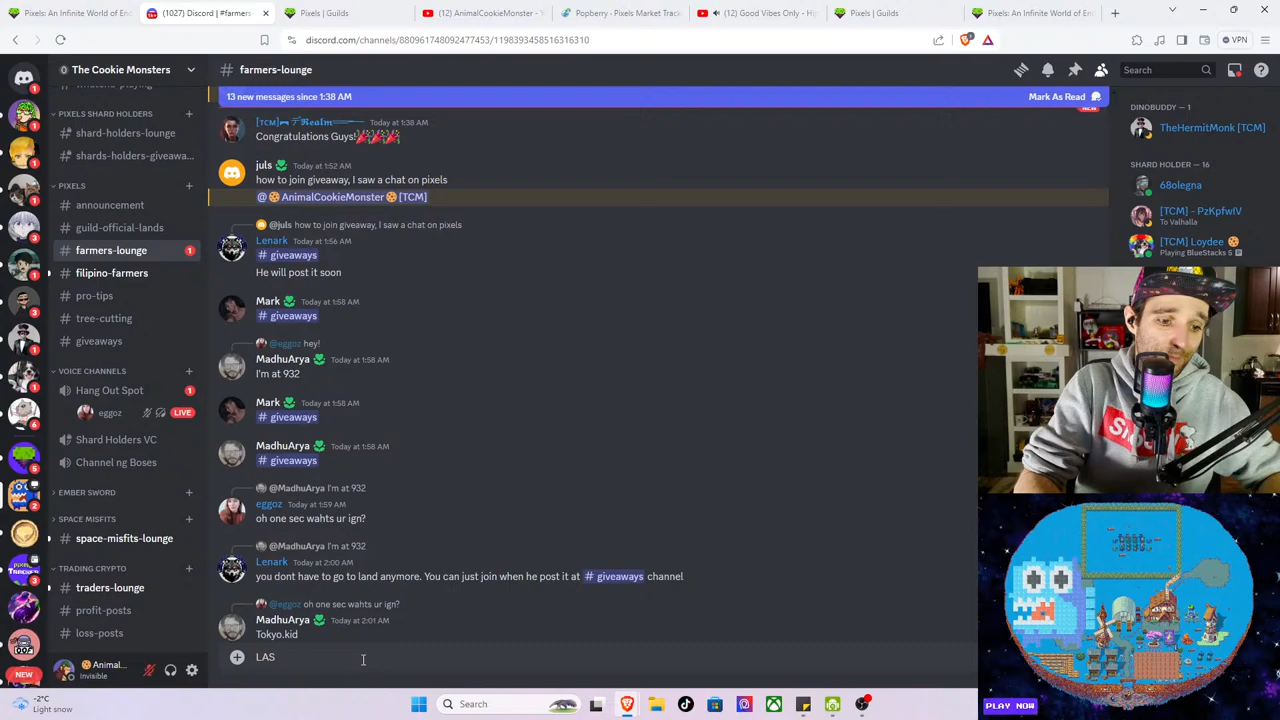 (1027) Discord | #farmers-
Pixels | Guilds
(12) AnimalCookieMonster -
Popberry - Pixels Market Track
(12) Good Vibes Only - Hi
Pixels | Guilds
Pixels: An Infinite World of En
discord.com/channels/880961748092477453/1198393458516316310
VPN
The Cookie Monsters
farmers-lounge
Search
13 new messages since 1:38 AM
Mark As Read
NEW
PIXELS SHARD HOLDERS
shard-holders-lounge
shards-holders-giveawa...
PIXELS
announcement
guild-official-lands
farmers-lounge
1
filipino-farmers
pro-tips
tree-cutting
giveaways
VOICE CHANNELS
Hang Out Spot
1
eggoz
LIVE
Shard Holders VC
Channel ng Boses
EMBER SWORD
SPACE MISFITS
space-misfits-lounge
TRADING CRYPTO
traders-lounge
profit-posts
loss-posts
NEW
Animal...
Invisible
Today at 1:38 AM
Congratulations Guys!
juls Today at 1:52 AM
how to join giveaway, I saw a chat on pixels
@AnimalCookieMonster [TCM]
@juls how to join giveaway, I saw a chat on pixels
Lenark Today at 1:56 AM
# giveaways
He will post it soon
Mark Today at 1:58 AM
# giveaways
@eggoz hey!
MadhuArya Today at 1:58 AM
I'm at 932
Mark Today at 1:58 AM
# giveaways
MadhuArya Today at 1:58 AM
# giveaways
@MadhuArya I'm at 932
eggoz Today at 1:59 AM
oh one sec wahts ur ign?
@MadhuArya I'm at 932
Lenark Today at 2:00 AM
you dont have to go to land anymore. You can just join when he post it at # giveaways channel
@eggoz oh one sec wahts ur ign?
MadhuArya Today at 2:01 AM
Tokyo.kid
LAS
DINOBUDDY — 1
TheHermitMonk [TCM]
SHARD HOLDER — 16
68olegna
[TCM] - PzKpfwIV
To Valhalla
[TCM] Loydee
Playing BlueStacks 5
PLAY NOW
-2°C
Light snow
Search